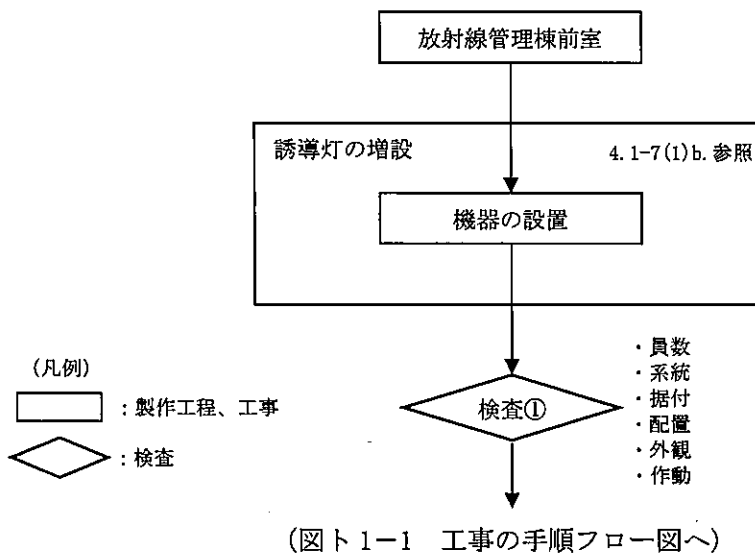 放射線管理棟前室
誘導灯の増設
4.1-7(1)b.参照
機器の設置
・員数
・系統
・据付
・配置
・外観
・作動
検査①
(凡例)
：製作工程、工事
：検査
(図ト1－1 工事の手順フロー図へ)